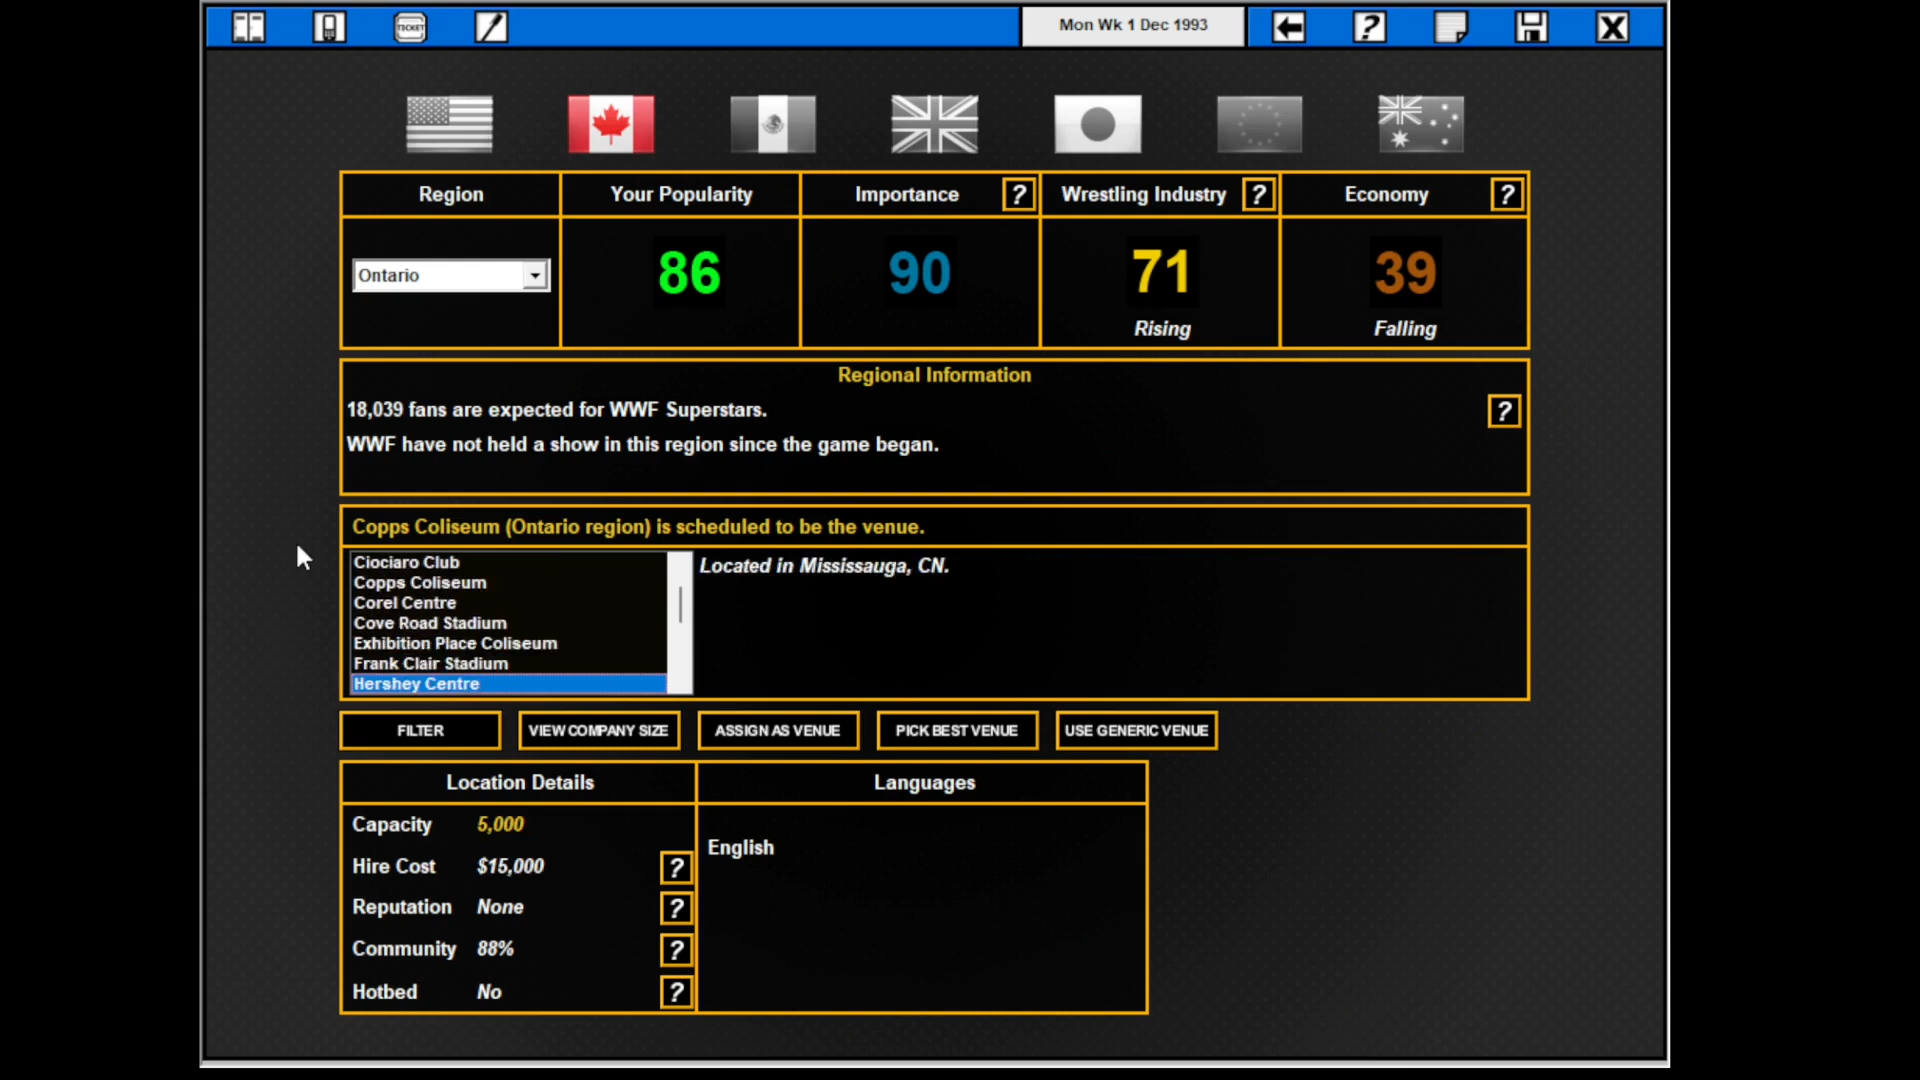 TICKET
Mon Wk 1 Dec 1993
?
X
Region
Your Popularity
Importance ?
Wrestling Industry ?
Economy ?
Ontario
86
90
71
39
Rising
Falling
Regional Information
18,039 fans are expected for WWF Superstars.
?
WWF have not held a show in this region since the game began.
Copps Coliseum (Ontario region) is scheduled to be the venue.
Ciociaro Club
Copps Coliseum
Corel Centre
Cove Road Stadium
Exhibition Place Coliseum
Frank Clair Stadium
Hershey Centre
Located in Mississauga, CN.
FILTER
VIEW COMPANY SIZE
ASSIGN AS VENUE
PICK BEST VENUE
USE GENERIC VENUE
Location Details
Capacity 5,000
Hire Cost $15,000 ?
Reputation None ?
Community 88% ?
Hotbed No ?
Languages
English